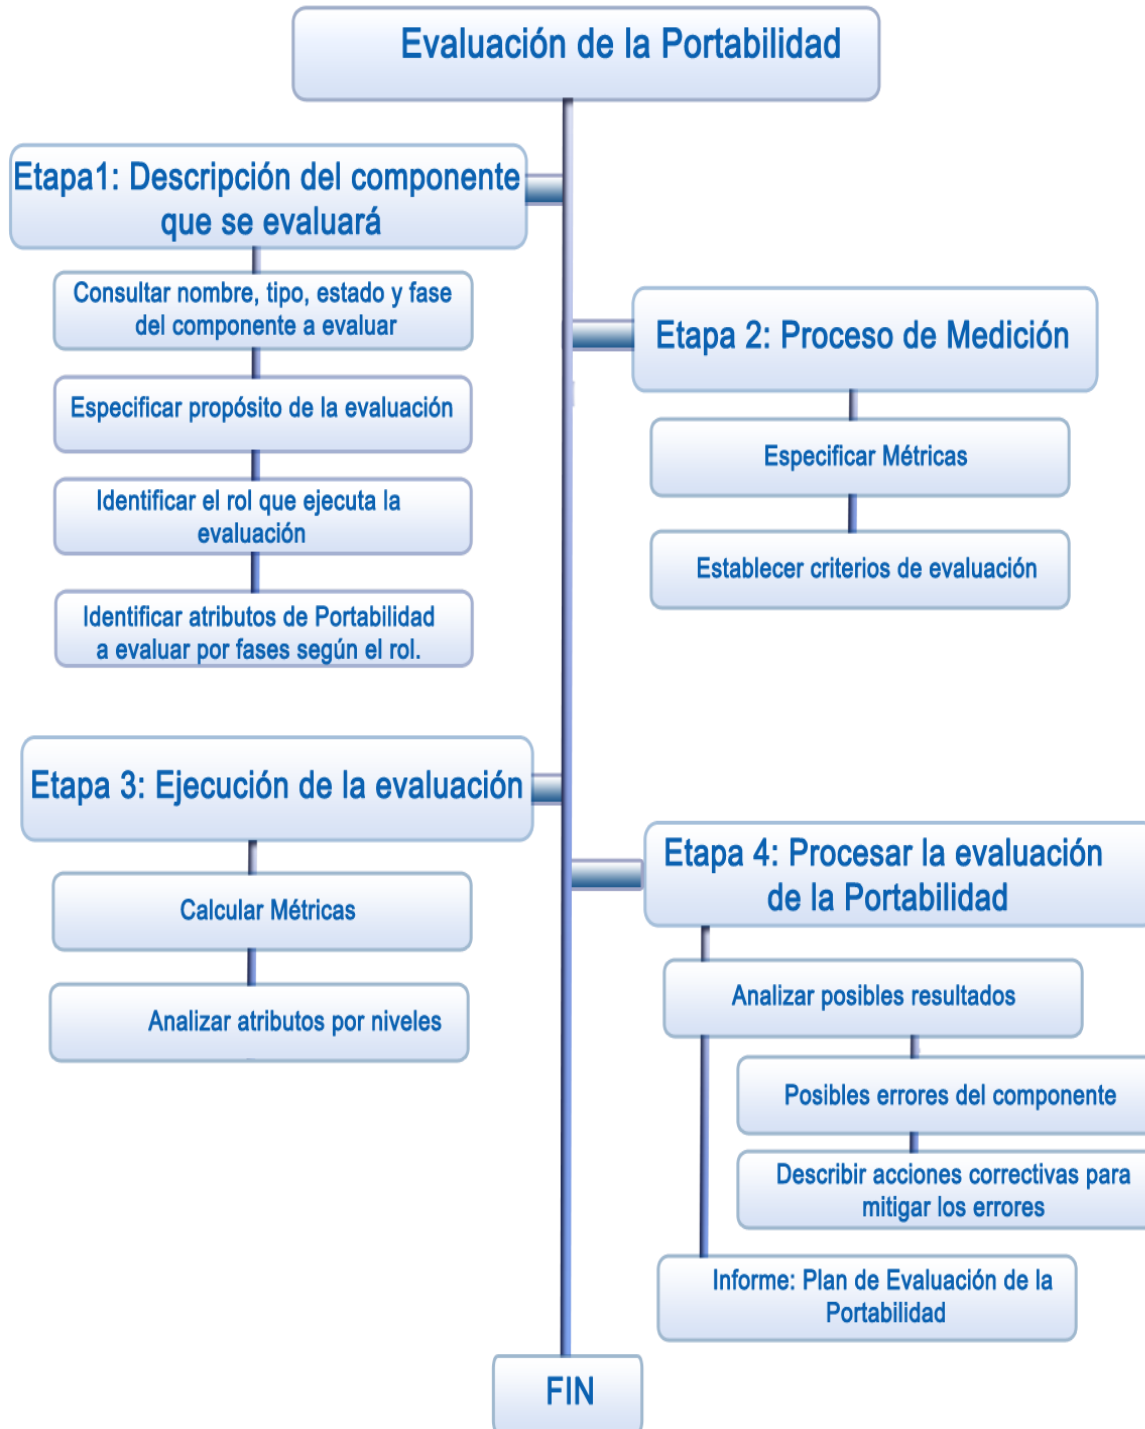 Evaluación de la Portabilidad
Etapa1: Descripción del componente
que se evaluará
Consultar nombre, tipo, estado y fase
del componente a evaluar
Especificar propósito de la evaluación
Identificar el rol que ejecuta la
evaluación
Identificar atributos de Portabilidad
a evaluar por fases según el rol.
Etapa 2: Proceso de Medición
Especificar Métricas
Establecer criterios de evaluación
Etapa 3: Ejecución de la evaluación
Calcular Métricas
Analizar atributos por niveles
Etapa 4: Procesar la evaluación
de la Portabilidad
Analizar posibles resultados
Posibles errores del componente
Describir acciones correctivas para
mitigar los errores
Informe: Plan de Evaluación de la
Portabilidad
FIN